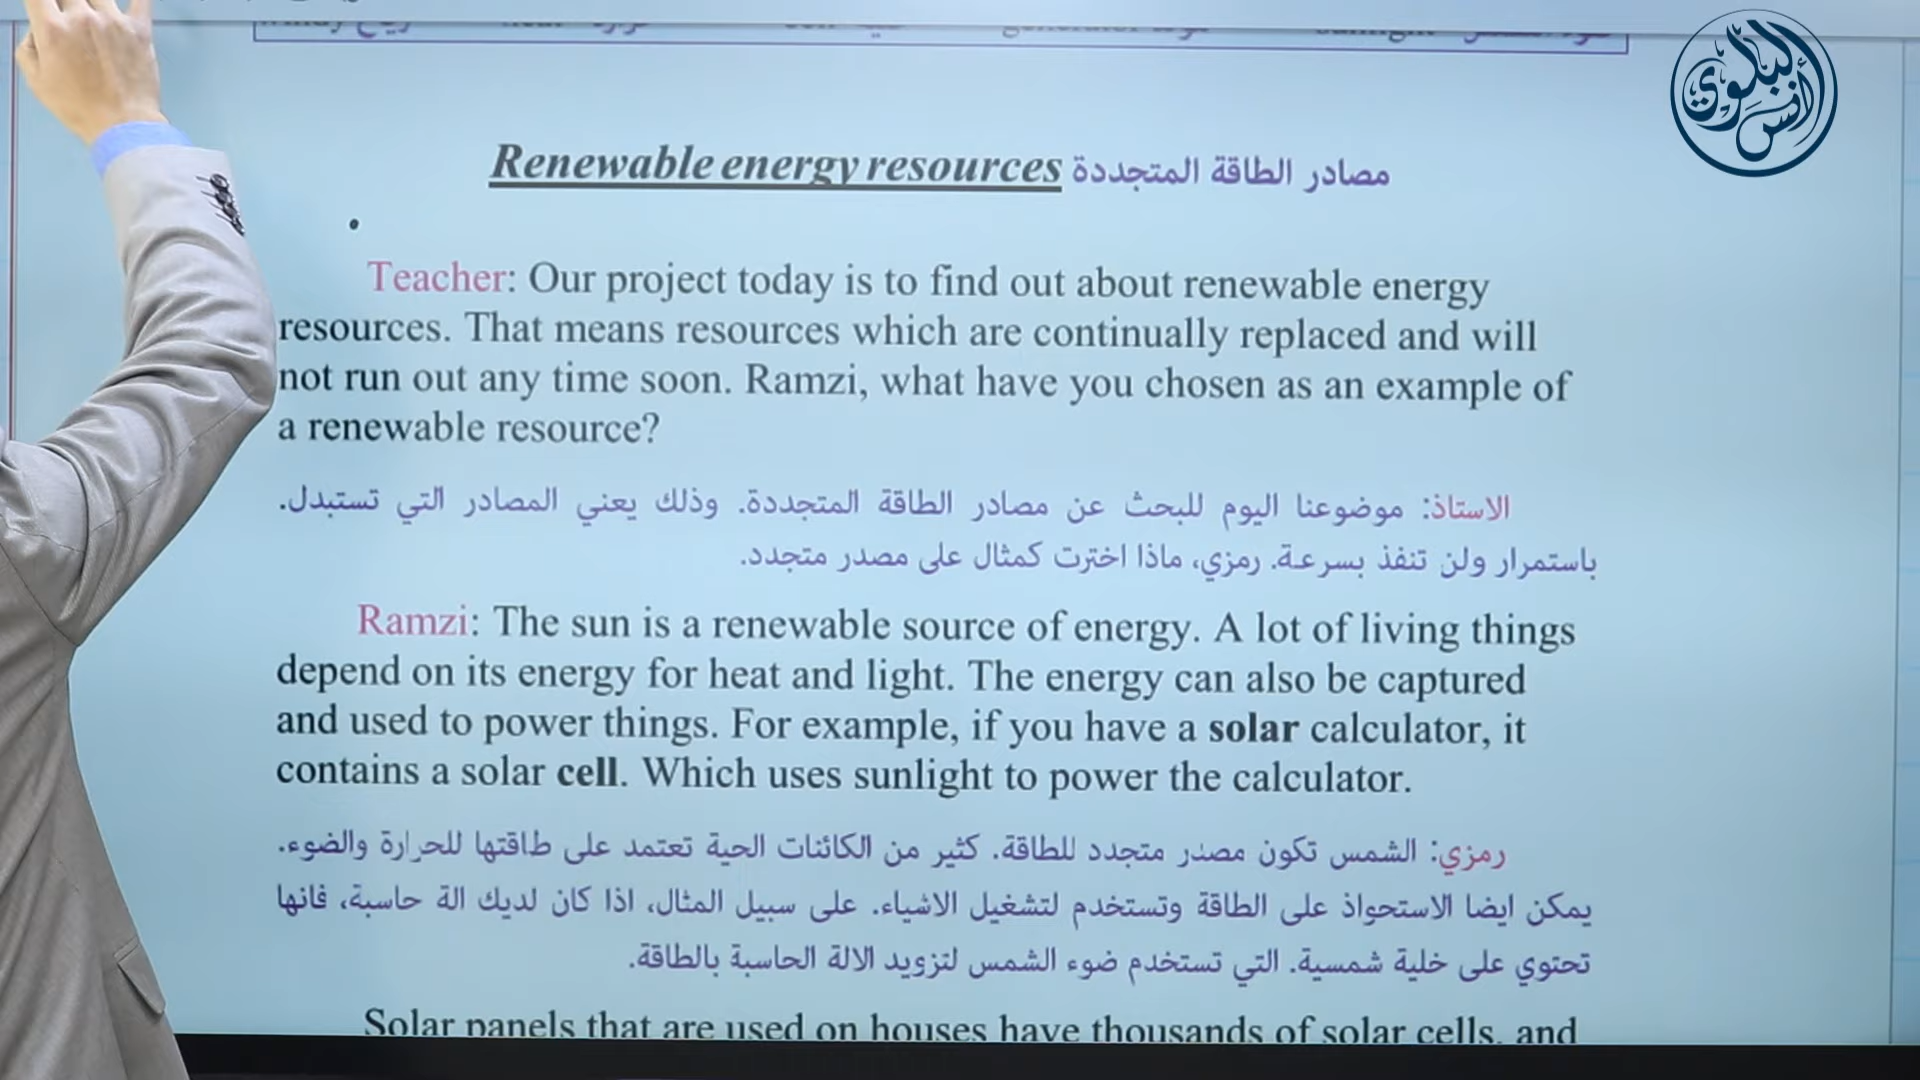 Renewable energy resources مصادر الطاقة المتجددة
Teacher: Our project today is to find out about renewable energy
resources. That means resources which are continually replaced and will
not run out any time soon. Ramzi, what have you chosen as an example of
a renewable resource?
الاستاذ: موضوعنا اليوم للبحث عن مصادر الطاقة المتجددة. وذلك يعني المصادر التي تستبدل.
باستمرار ولن تنفذ بسرعة. رمزي، ماذا اخترت كمثال على مصدر متجدد.
Ramzi: The sun is a renewable source of energy. A lot of living things
depend on its energy for heat and light. The energy can also be captured
and used to power things. For example, if you have a solar calculator, it
contains a solar cell. Which uses sunlight to power the calculator.
رمزي: الشمس تكون مصدر متجدد للطاقة. كثير من الكائنات الحية تعتمد على طاقتها للحرارة والضوء.
يمكن ايضا الاستحواذ على الطاقة وتستخدم لتشغيل الاشياء. على سبيل المثال، اذا كان لديك الة حاسبة، فانها
تحتوي على خلية شمسية. التي تستخدم ضوء الشمس لتزويد الالة الحاسبة بالطاقة.
Solar panels that are used on houses have thousands of solar cells, and
أنس البلوي